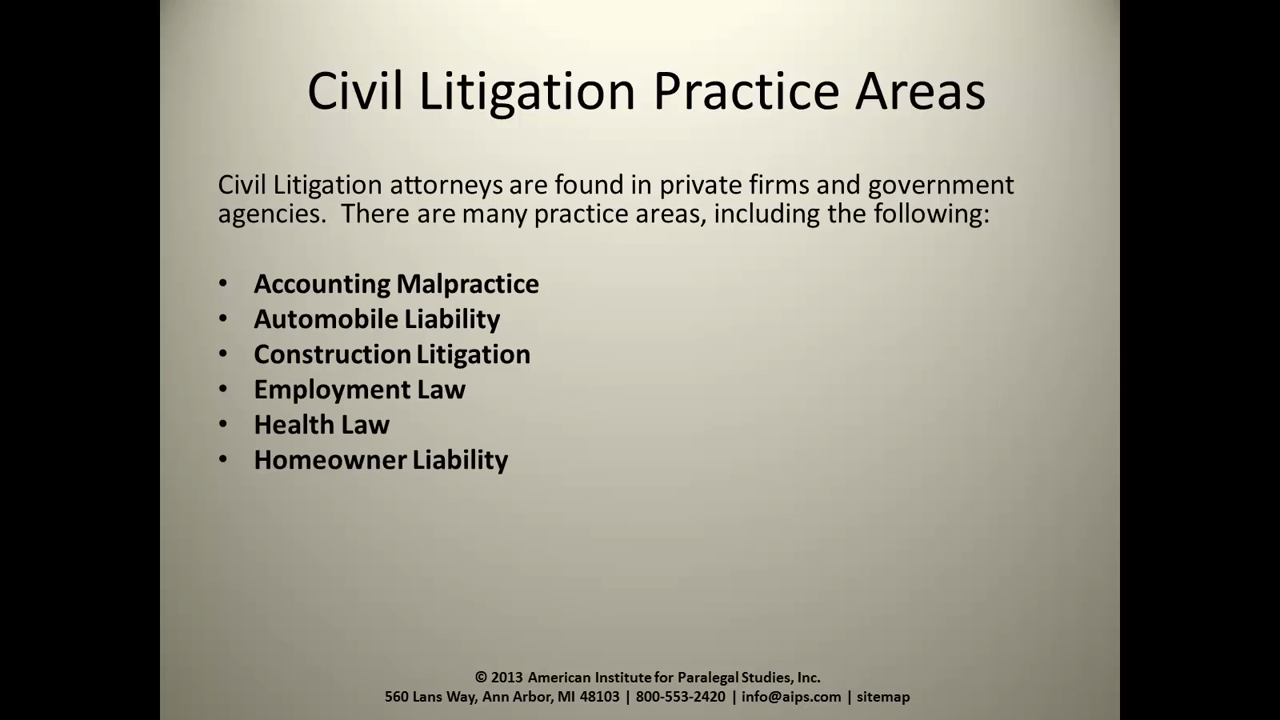 Civil Litigation Practice Areas
Civil Litigation attorneys are found in private firms and government
agencies.  There are many practice areas, including the following:
• Accounting Malpractice
• Automobile Liability
• Construction Litigation
• Employment Law
• Health Law
• Homeowner Liability
© 2013 American Institute for Paralegal Studies, Inc.
560 Lans Way, Ann Arbor, MI 48103 | 800-553-2420 | info@aips.com | sitemap